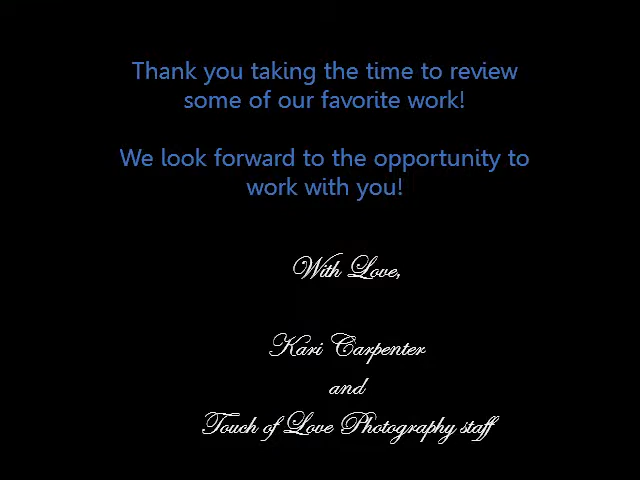 Thank you taking the time to review
some of our favorite work!
We look forward to the opportunity to
work with you!
With Love,
Kari Carpenter
and
Touch of Love Photography staff